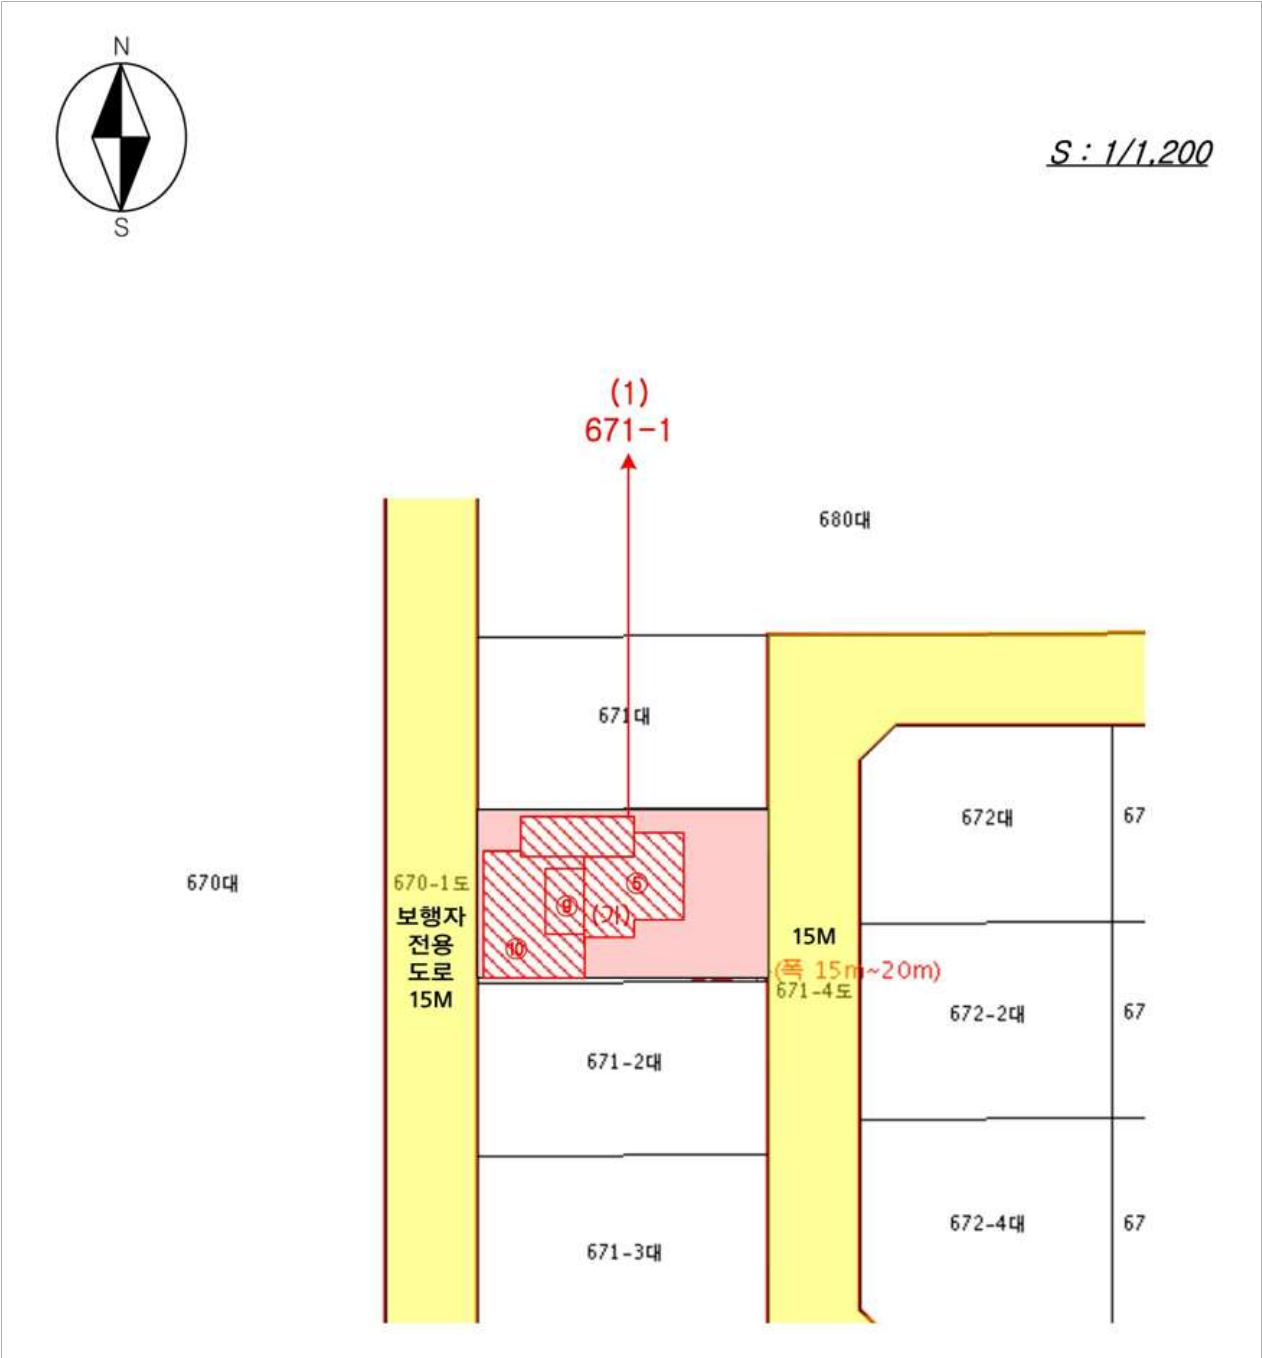 N
S
S : 1/1,200
(1)
671-1
680대
671대
672대
67
670대
670-1도
보행자
전용
도로
15M
⑤
⑨
(가)
⑩
15M
(폭 15m~20m)
671-4도
672-2대
67
671-2대
672-4대
67
671-3대